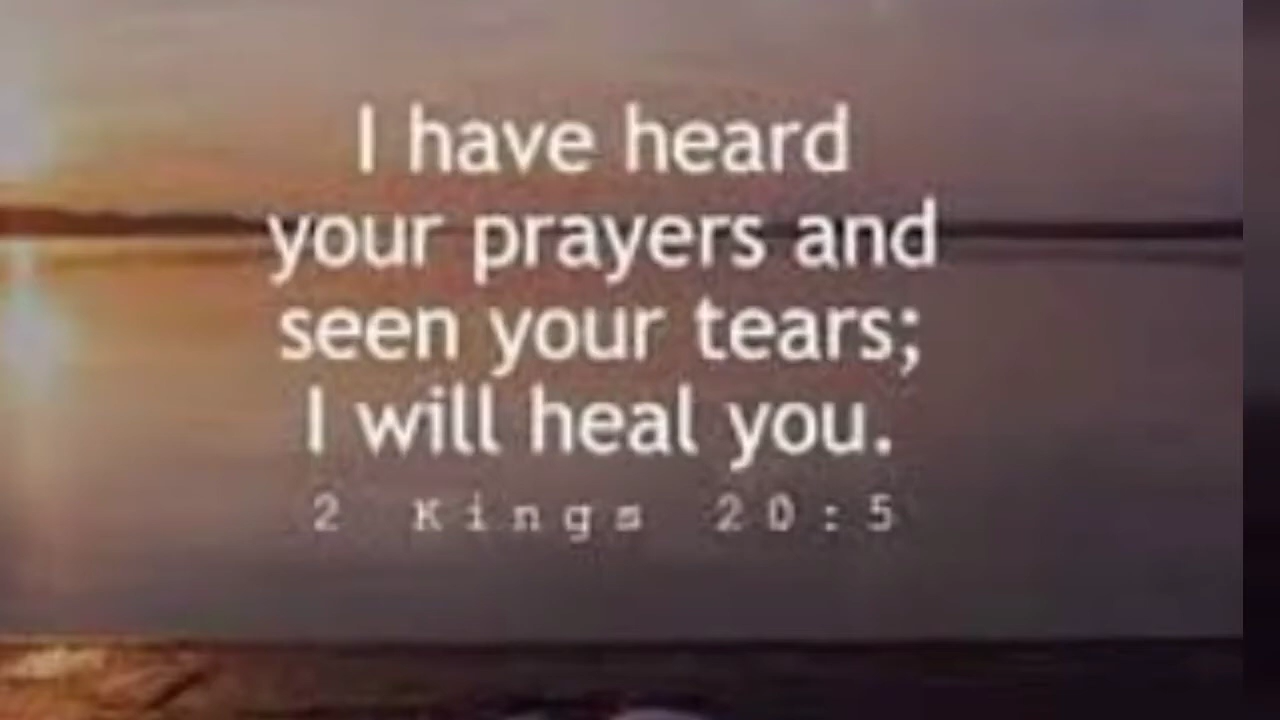 I have heard
your prayers and
seen your tears;
I will heal you.
2 Kings 20:5